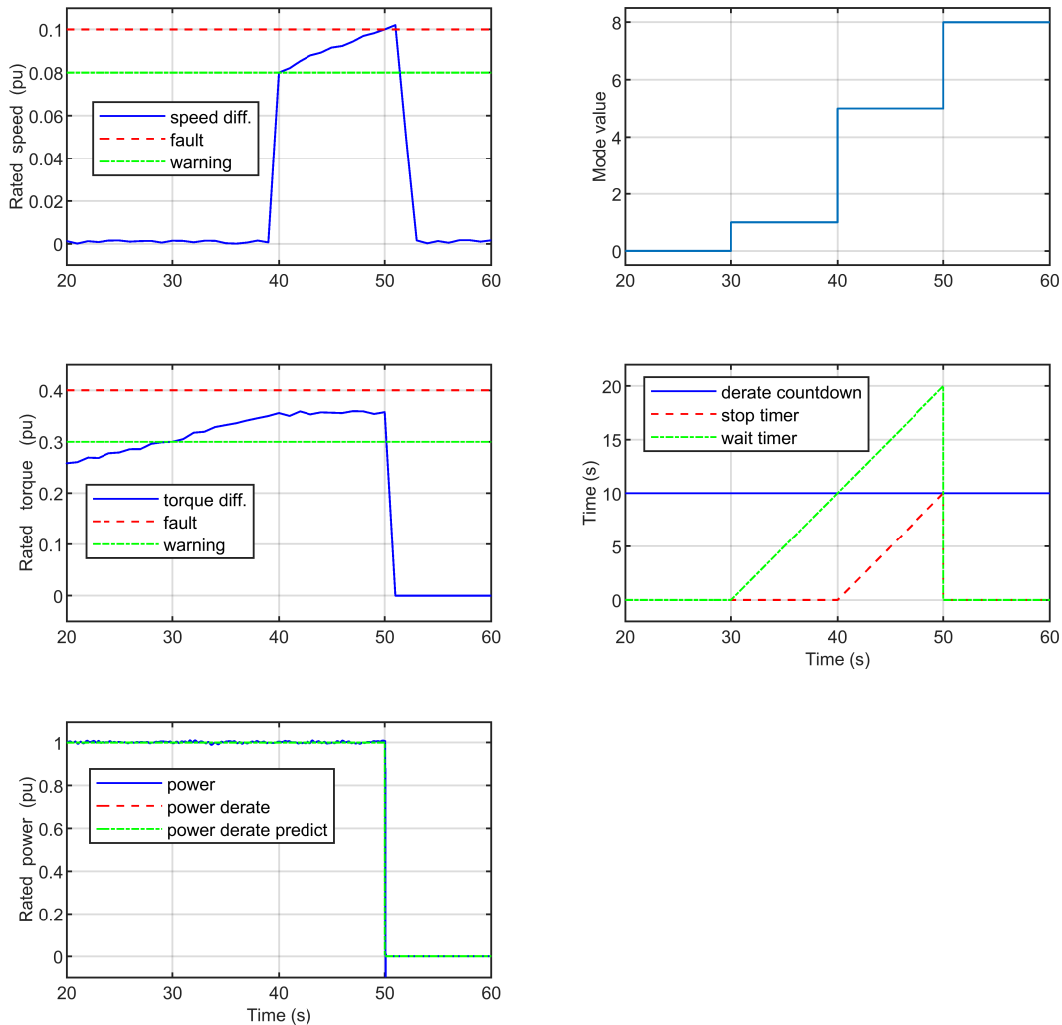 Rated speed (pu)
0.1
0.08
0.06
0.04
0.02
0
speed diff.
fault
warning
20 30 40 50 60
Mode value
8
6
4
2
0
20 30 40 50 60
Rated torque (pu)
0.4
0.3
0.2
0.1
0
torque diff.
fault
warning
20 30 40 50 60
Time (s)
20
15
10
5
0
derate countdown
stop timer
wait timer
20 30 40 50 60
Time (s)
Rated power (pu)
1
0.8
0.6
0.4
0.2
0
power
power derate
power derate predict
20 30 40 50 60
Time (s)